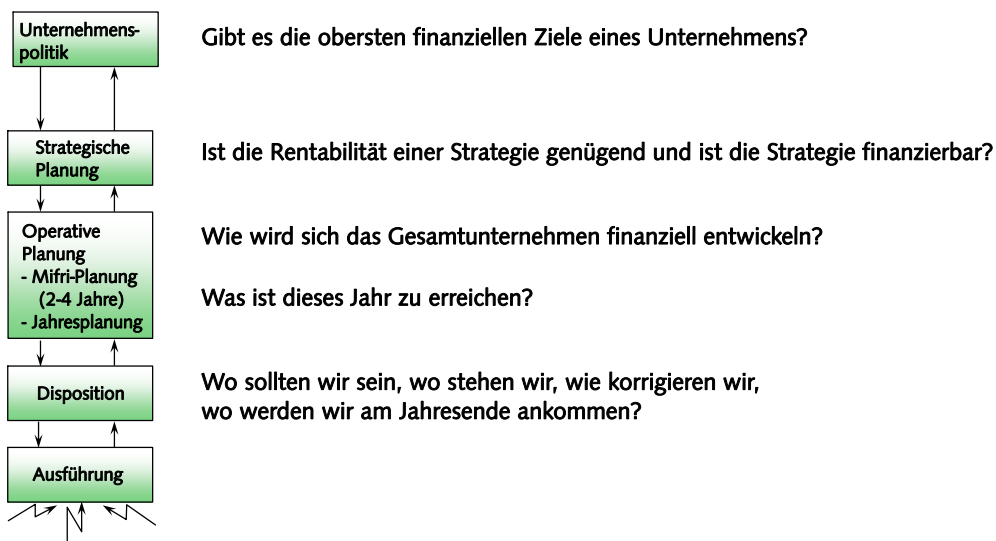 Unternehmens-
politik
Gibt es die obersten finanziellen Ziele eines Unternehmens?
Strategische
Planung
Ist die Rentabilität einer Strategie genügend und ist die Strategie finanzierbar?
Operative
Planung
- Mifri-Planung
(2-4 Jahre)
- Jahresplanung
Wie wird sich das Gesamtunternehmen finanziell entwickeln?
Was ist dieses Jahr zu erreichen?
Disposition
Wo sollten wir sein, wo stehen wir, wie korrigieren wir,
wo werden wir am Jahresende ankommen?
Ausführung